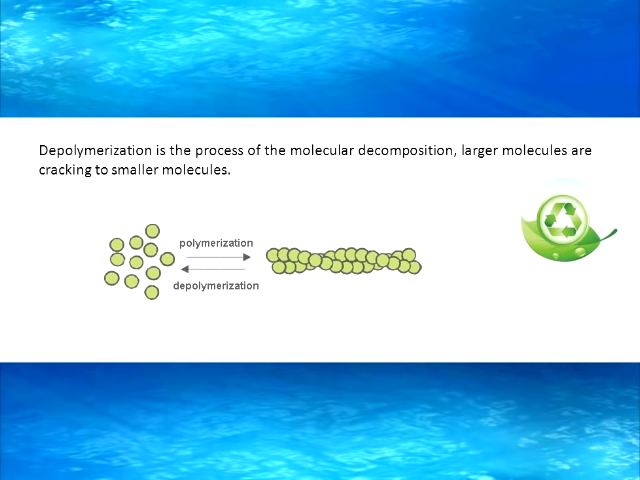 Depolymerization is the process of the molecular decomposition, larger molecules are
cracking to smaller molecules.
polymerization
depolymerization